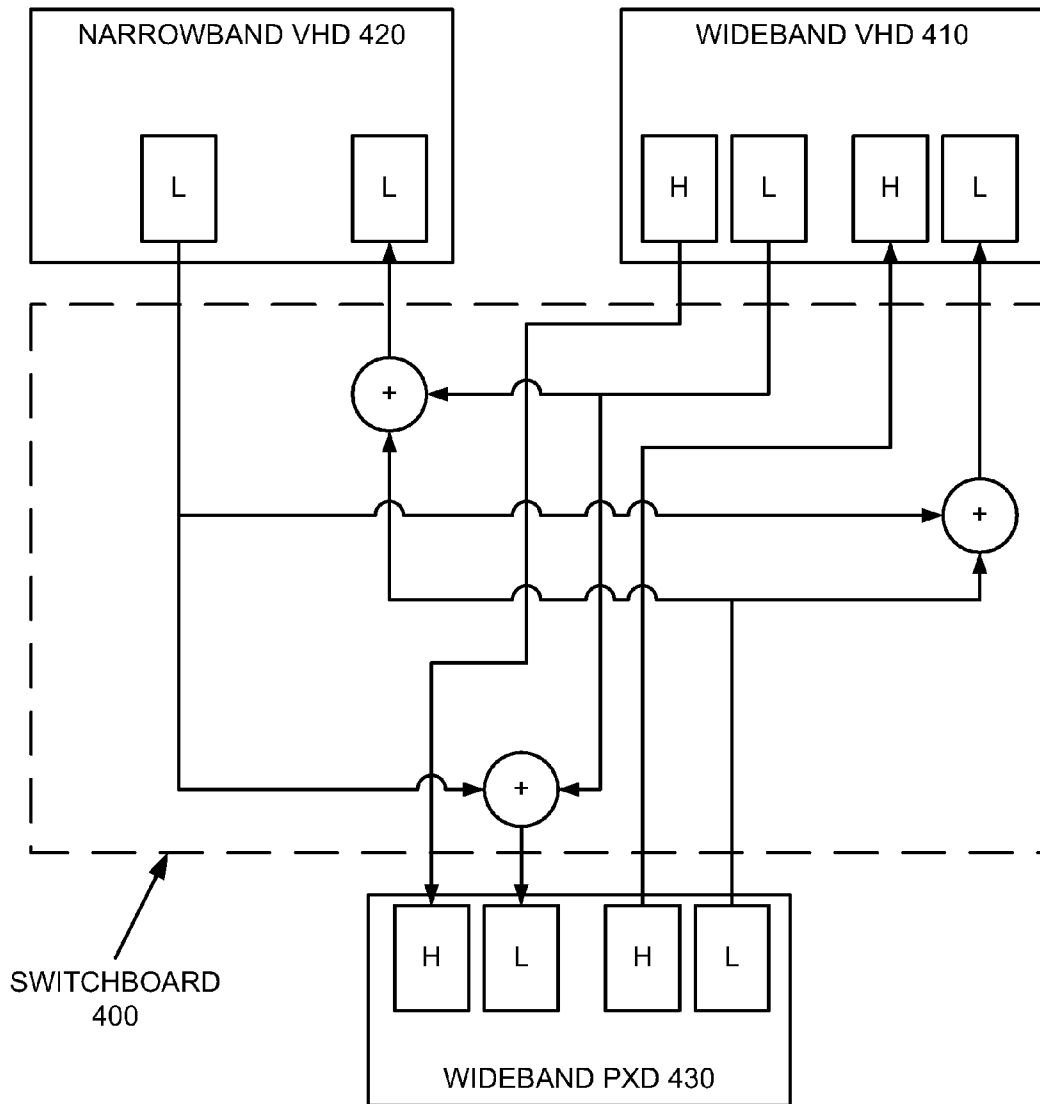 NARROWBAND VHD 420
WIDEBAND VHD 410
L
L
H
L
H
L
+
+
+
H
L
H
L
SWITCHBOARD
400
WIDEBAND PXD 430